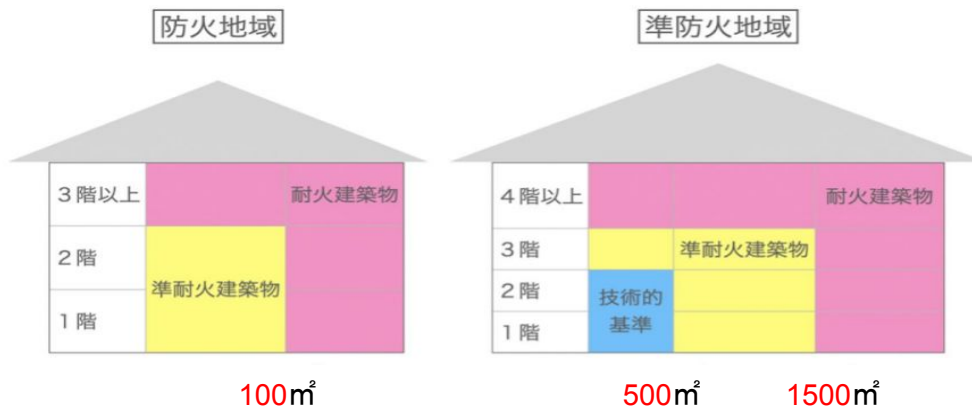 防火地域
3階以上
耐火建築物
2階
準耐火建築物
1階
100㎡
準防火地域
4階以上
耐火建築物
3階
準耐火建築物
2階
技術的
基準
1階
500㎡
1500㎡